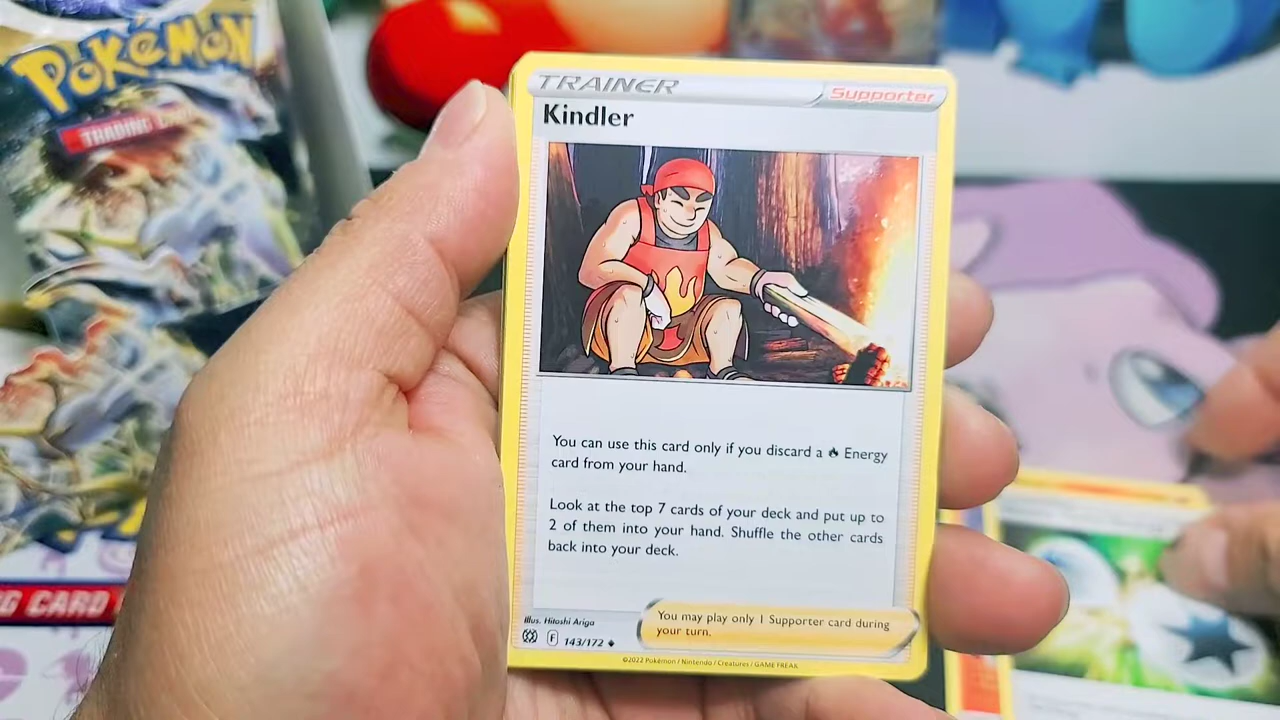 POKéMON
TRADING CARD
G CARD
TRAINER
Supporter
Kindler
You can use this card only if you discard a Energy
card from your hand.
Look at the top 7 cards of your deck and put up to
2 of them into your hand. Shuffle the other cards
back into your deck.
Illus. Hitoshi Ariga
F 143/172
You may play only 1 Supporter card during
your turn.
©2022 Pokémon / Nintendo / Creatures / GAME FREAK